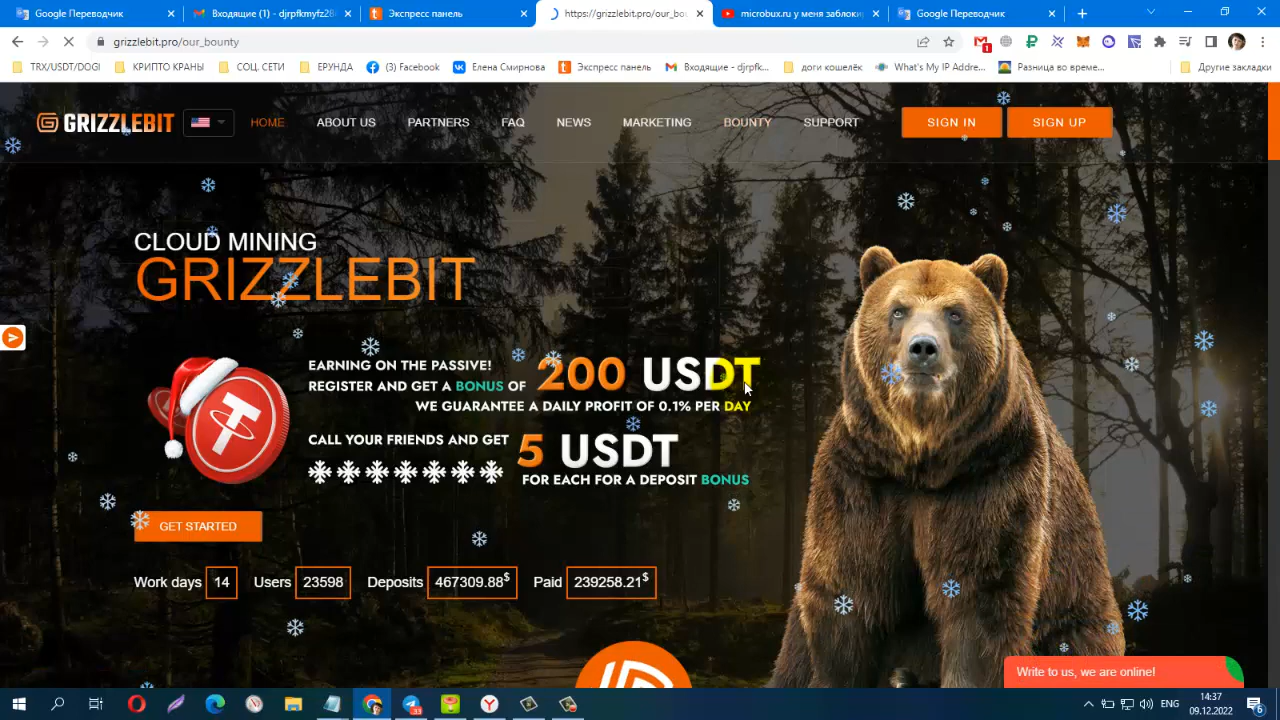 Google Переводчик
Входящие (1) - djrpfkmyfz28
Экспресс панель
https://grizzlebit.pro/our_bou
microbux.ru у меня заблоки
Google Переводчик
grizzlebit.pro/our_bounty
1
TRX/USDT/DOGI
КРИПТО КРАНЫ
СОЦ. СЕТИ
ЕРУНДА
(3) Facebook
Елена Смирнова
Экспресс панель
Входящие - djrpfk...
доги кошелёк
What's My IP Addre...
Разница во време...
Другие закладки
GRIZZLEBIT
HOME
ABOUT US
PARTNERS
FAQ
NEWS
MARKETING
BOUNTY
SUPPORT
SIGN IN
SIGN UP
CLOUD MINING
GRIZZLEBIT
EARNING ON THE PASSIVE!
REGISTER AND GET A BONUS OF 200 USDT
WE GUARANTEE A DAILY PROFIT OF 0.1% PER DAY
CALL YOUR FRIENDS AND GET 5 USDT
FOR EACH FOR A DEPOSIT BONUS
GET STARTED
Work days 14 Users 23598 Deposits 467309.88$ Paid 239258.21$
Write to us, we are online!
ENG
14:37
09.12.2022
6